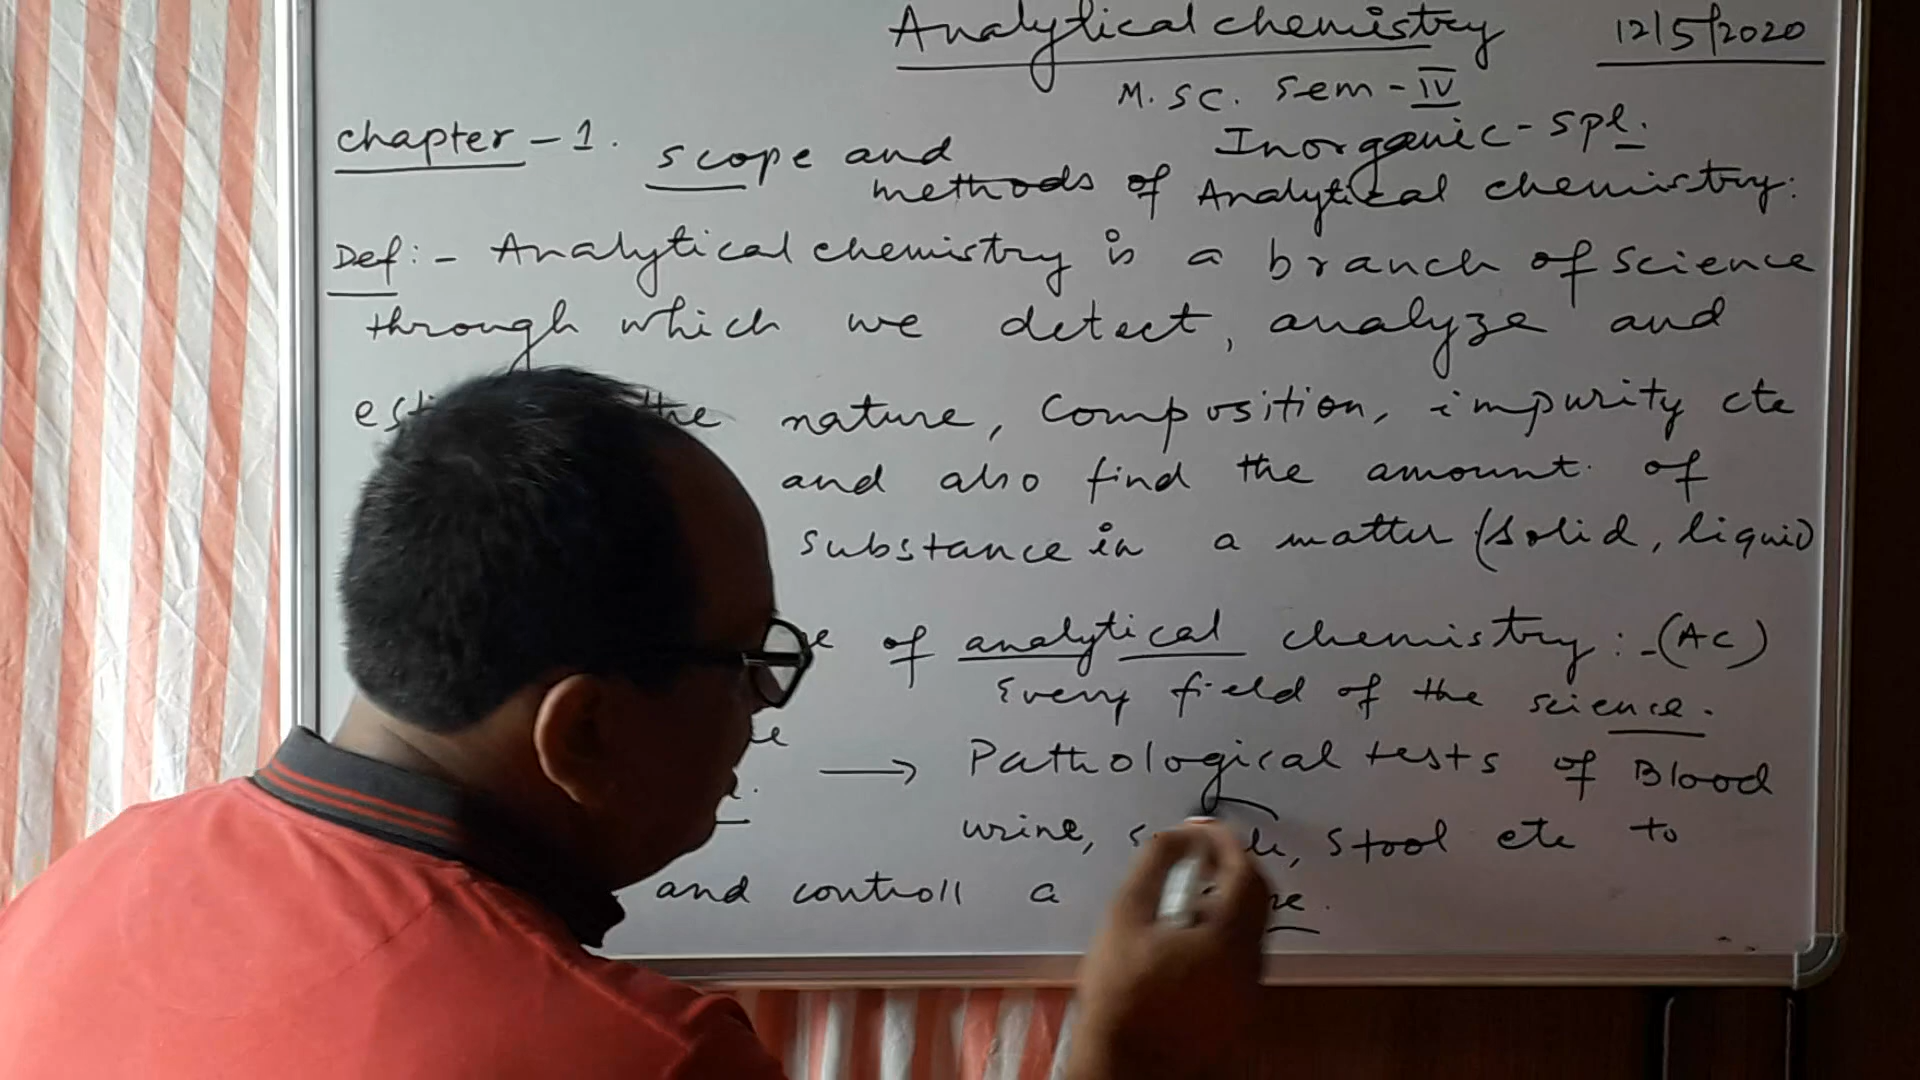 Analytical chemistry 12/5/2020
M.SC. Sem - IV
Inorganic - spl.
chapter - 1. scope and
methods of Analytical chemistry:
Def:- Analytical chemistry is a branch of science
through which we detect, analyze and
the nature, Composition, impurity etc
and also find the amount of
substance in a matter (solid, liquid
of analytical chemistry:-(AC)
Every field of the science.
→ Pathological tests of Blood
urine, stool etc to
and controll a